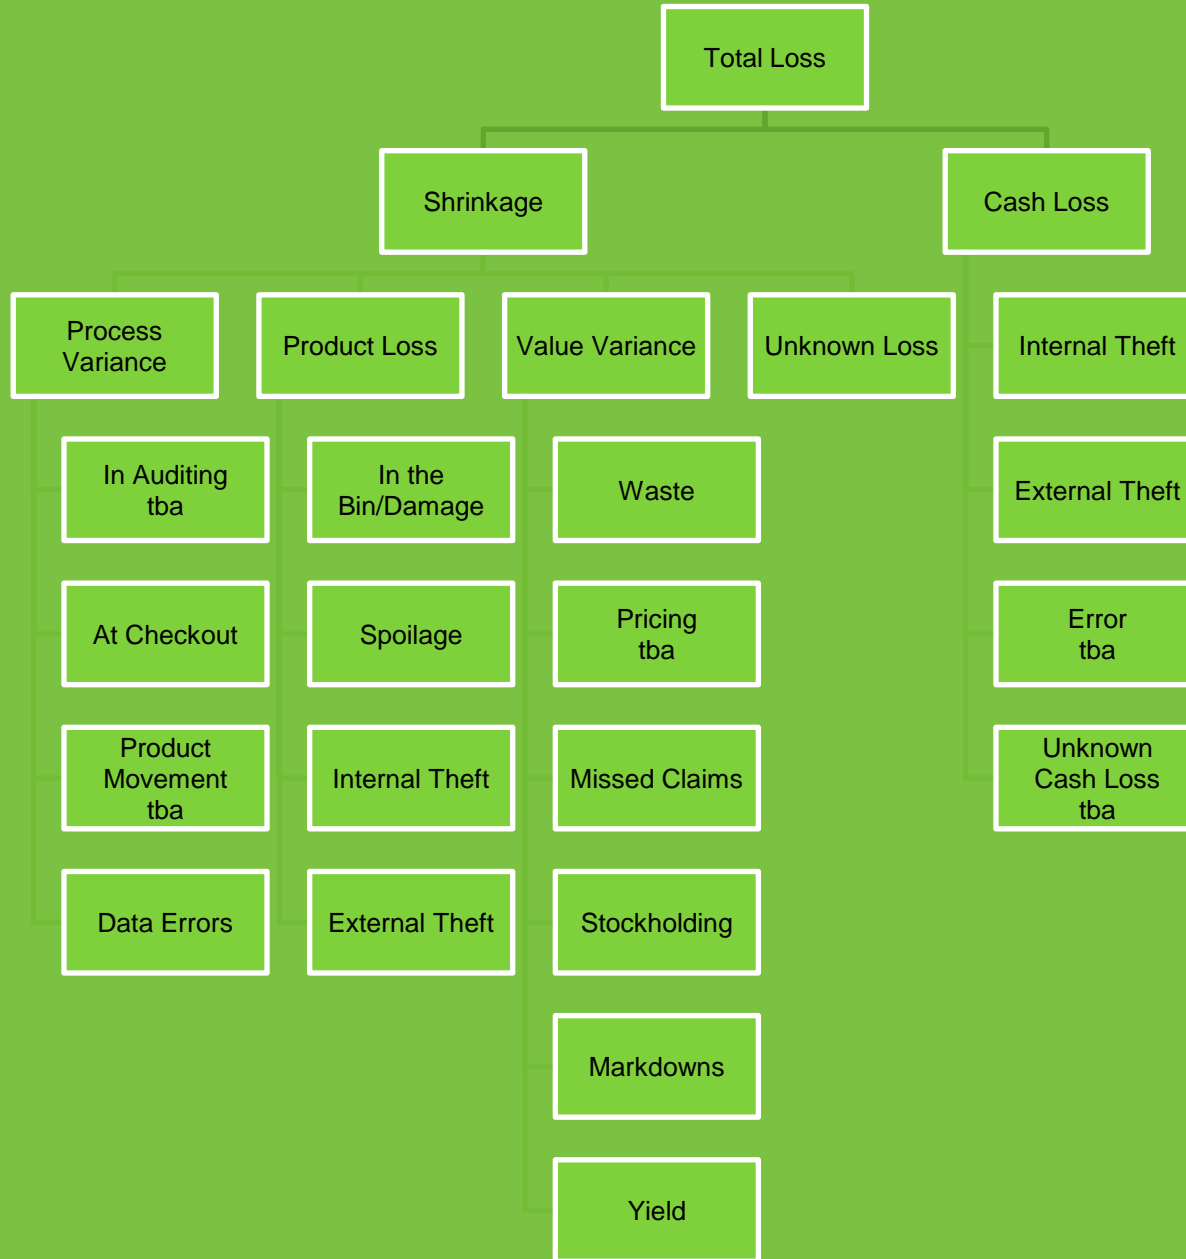 Total Loss
Shrinkage
Cash Loss
Process
Variance
Product Loss
Value Variance
Unknown Loss
Internal Theft
In Auditing
tba
In the
Bin/Damage
Waste
External Theft
At Checkout
Spoilage
Pricing
tba
Error
tba
Product
Movement
tba
Internal Theft
Missed Claims
Unknown
Cash Loss
tba
Data Errors
External Theft
Stockholding
Markdowns
Yield